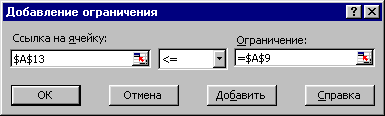 Добавление ограничения
Ссылка на ячейку: Ограничение:
$A$13 <= =$A$9
OK Отмена Добавить Справка